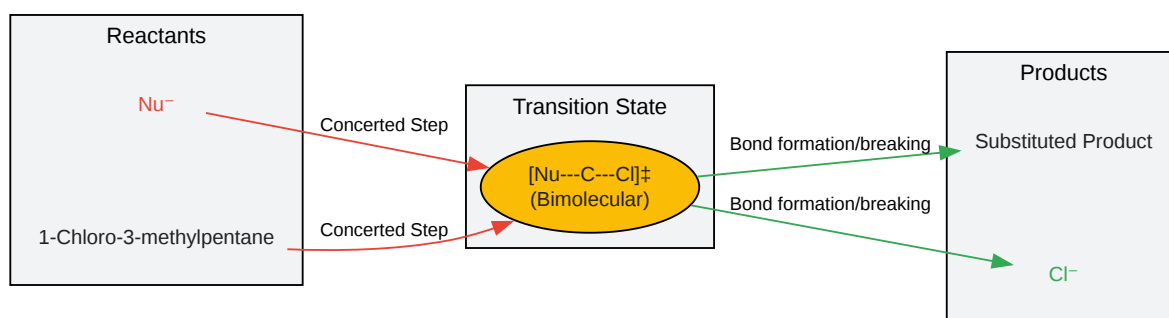 Reactants
Nu⁻
1-Chloro-3-methylpentane
Concerted Step
Concerted Step
Transition State
[Nu---C---Cl]‡
(Bimolecular)
Bond formation/breaking
Bond formation/breaking
Products
Substituted Product
Cl⁻